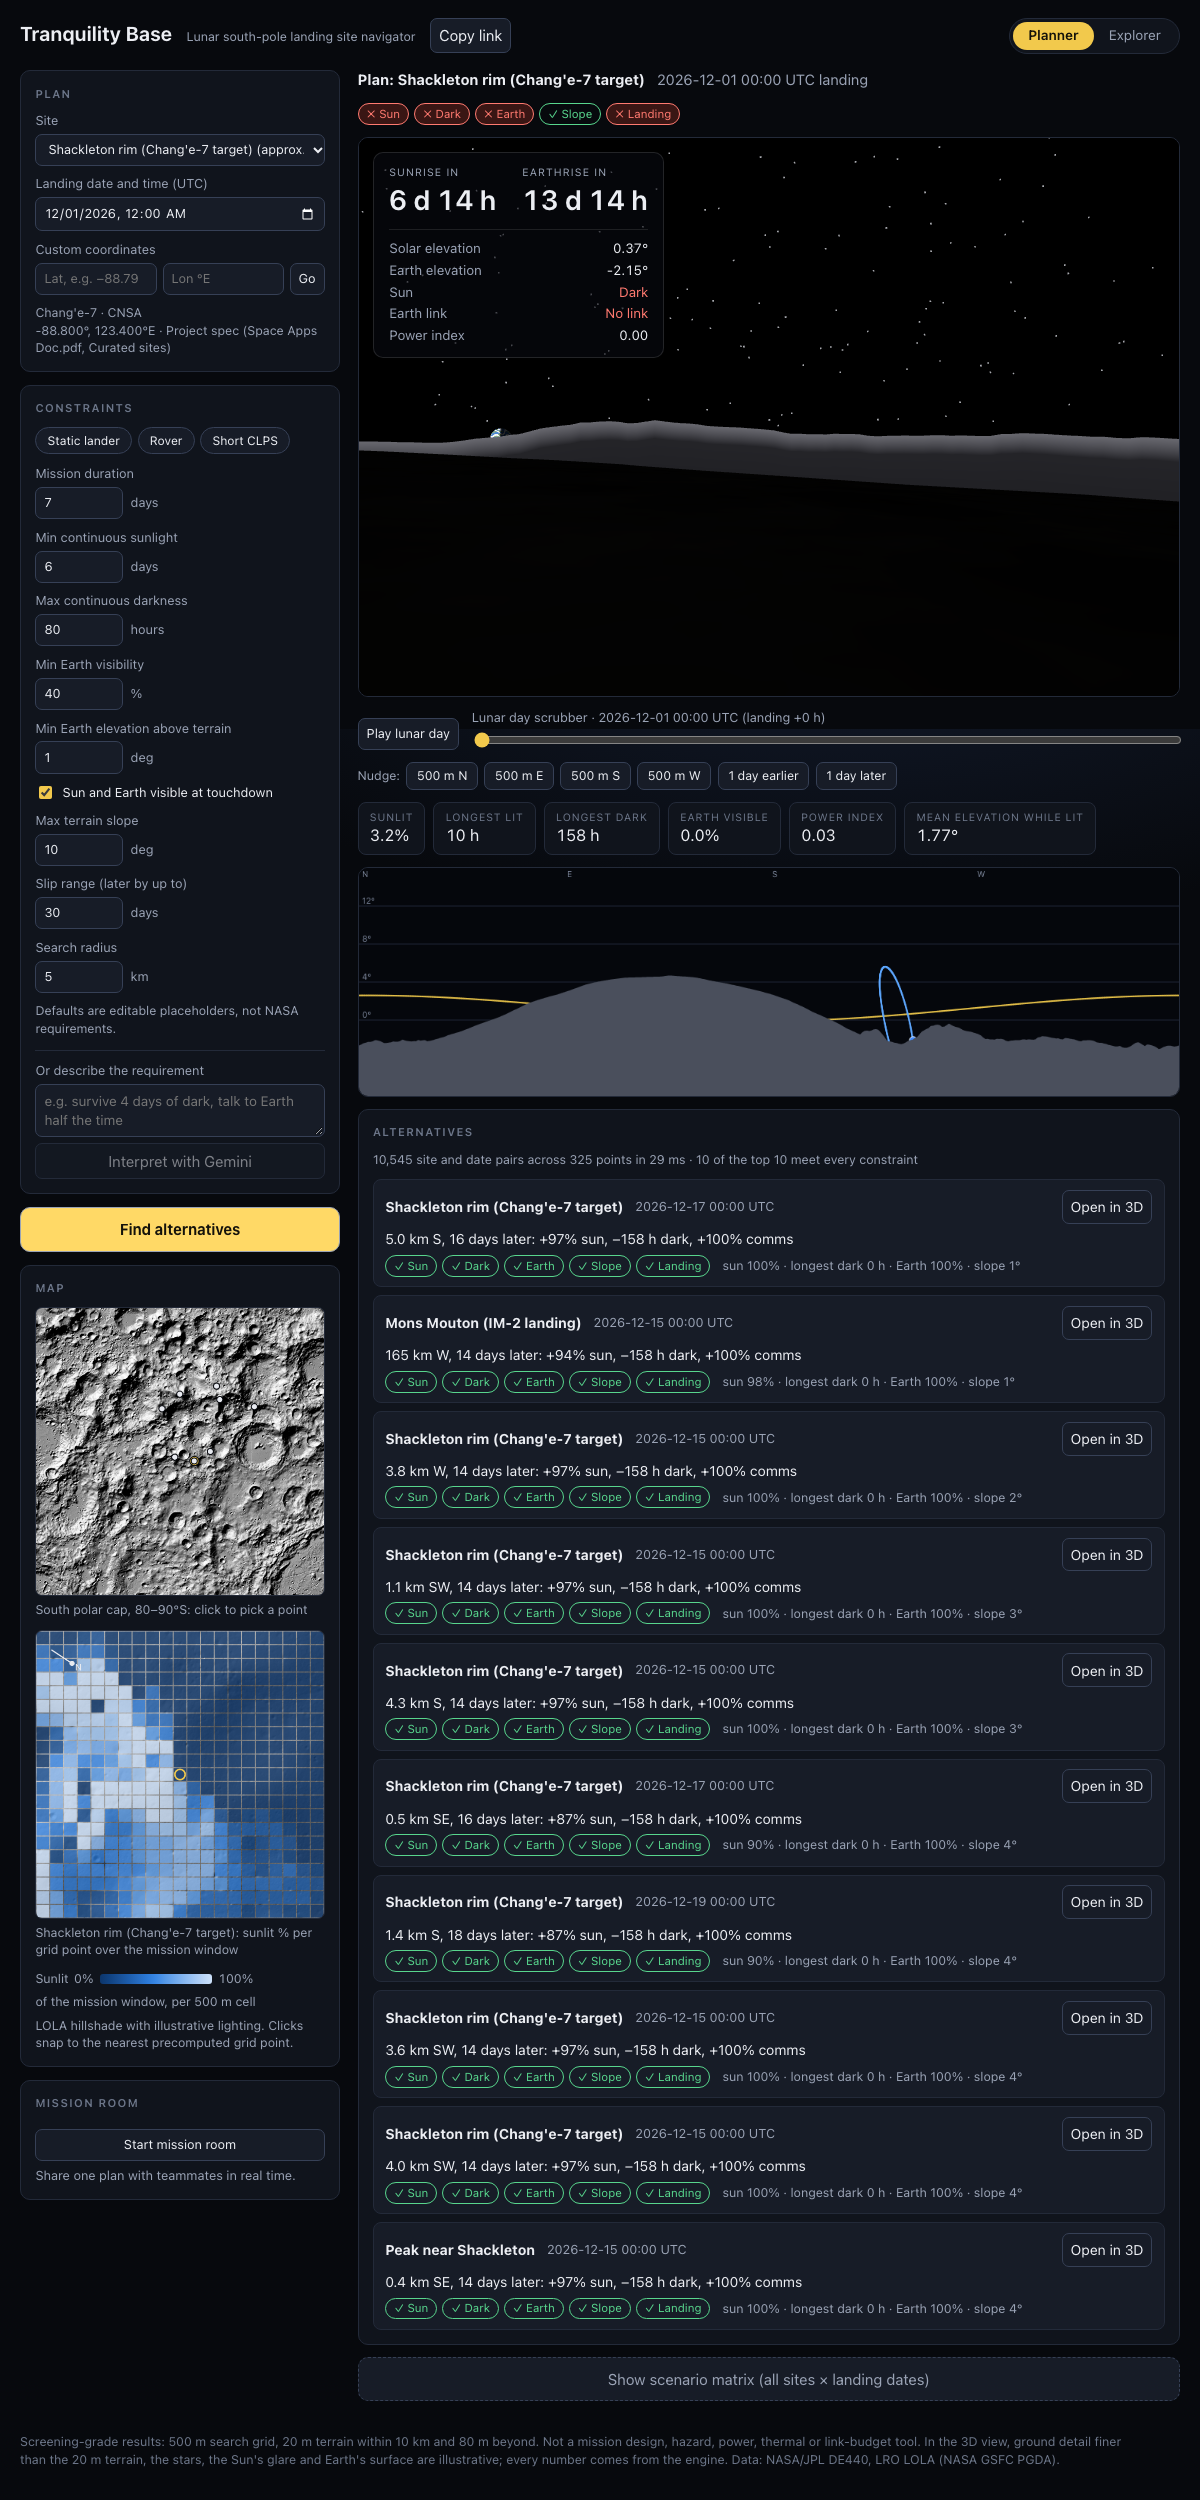 Tranquility Base Lunar south-pole landing site navigator Copy link Planner Explorer
PLAN
Site
Shackleton rim (Chang'e-7 target) (approx.
Landing date and time (UTC)
12/01/2026, 12:00 AM
Custom coordinates
Lat, e.g. −88.79 Lon °E Go
Chang'e-7 · CNSA
-88.800°, 123.400°E · Project spec (Space Apps
Doc.pdf, Curated sites)
CONSTRAINTS
Static lander Rover Short CLPS
Mission duration
7 days
Min continuous sunlight
6 days
Max continuous darkness
80 hours
Min Earth visibility
40 %
Min Earth elevation above terrain
1 deg
Sun and Earth visible at touchdown
Max terrain slope
10 deg
Slip range (later by up to)
30 days
Search radius
5 km
Defaults are editable placeholders, not NASA
requirements.
Or describe the requirement
e.g. survive 4 days of dark, talk to Earth
half the time
Interpret with Gemini
Find alternatives
MAP
South polar cap, 80–90°S: click to pick a point
N
Shackleton rim (Chang'e-7 target): sunlit % per
grid point over the mission window
Sunlit 0% 100%
of the mission window, per 500 m cell
LOLA hillshade with illustrative lighting. Clicks
snap to the nearest precomputed grid point.
MISSION ROOM
Start mission room
Share one plan with teammates in real time.
Plan: Shackleton rim (Chang'e-7 target) 2026-12-01 00:00 UTC landing
✕ Sun ✕ Dark ✕ Earth ✓ Slope ✕ Landing
SUNRISE IN EARTHRISE IN
6 d 14 h 13 d 14 h
Solar elevation 0.37°
Earth elevation -2.15°
Sun Dark
Earth link No link
Power index 0.00
Play lunar day Lunar day scrubber · 2026-12-01 00:00 UTC (landing +0 h)
Nudge: 500 m N 500 m E 500 m S 500 m W 1 day earlier 1 day later
SUNLIT LONGEST LIT LONGEST DARK EARTH VISIBLE POWER INDEX MEAN ELEVATION WHILE LIT
3.2% 10 h 158 h 0.0% 0.03 1.77°
N E S W
12°
8°
4°
0°
ALTERNATIVES
10,545 site and date pairs across 325 points in 29 ms · 10 of the top 10 meet every constraint
Shackleton rim (Chang'e-7 target) 2026-12-17 00:00 UTC Open in 3D
5.0 km S, 16 days later: +97% sun, −158 h dark, +100% comms
✓ Sun ✓ Dark ✓ Earth ✓ Slope ✓ Landing sun 100% · longest dark 0 h · Earth 100% · slope 1°
Mons Mouton (IM-2 landing) 2026-12-15 00:00 UTC Open in 3D
165 km W, 14 days later: +94% sun, −158 h dark, +100% comms
✓ Sun ✓ Dark ✓ Earth ✓ Slope ✓ Landing sun 98% · longest dark 0 h · Earth 100% · slope 1°
Shackleton rim (Chang'e-7 target) 2026-12-15 00:00 UTC Open in 3D
3.8 km W, 14 days later: +97% sun, −158 h dark, +100% comms
✓ Sun ✓ Dark ✓ Earth ✓ Slope ✓ Landing sun 100% · longest dark 0 h · Earth 100% · slope 2°
Shackleton rim (Chang'e-7 target) 2026-12-15 00:00 UTC Open in 3D
1.1 km SW, 14 days later: +97% sun, −158 h dark, +100% comms
✓ Sun ✓ Dark ✓ Earth ✓ Slope ✓ Landing sun 100% · longest dark 0 h · Earth 100% · slope 3°
Shackleton rim (Chang'e-7 target) 2026-12-15 00:00 UTC Open in 3D
4.3 km S, 14 days later: +97% sun, −158 h dark, +100% comms
✓ Sun ✓ Dark ✓ Earth ✓ Slope ✓ Landing sun 100% · longest dark 0 h · Earth 100% · slope 3°
Shackleton rim (Chang'e-7 target) 2026-12-17 00:00 UTC Open in 3D
0.5 km SE, 16 days later: +87% sun, −158 h dark, +100% comms
✓ Sun ✓ Dark ✓ Earth ✓ Slope ✓ Landing sun 90% · longest dark 0 h · Earth 100% · slope 4°
Shackleton rim (Chang'e-7 target) 2026-12-19 00:00 UTC Open in 3D
1.4 km S, 18 days later: +87% sun, −158 h dark, +100% comms
✓ Sun ✓ Dark ✓ Earth ✓ Slope ✓ Landing sun 90% · longest dark 0 h · Earth 100% · slope 4°
Shackleton rim (Chang'e-7 target) 2026-12-15 00:00 UTC Open in 3D
3.6 km SW, 14 days later: +97% sun, −158 h dark, +100% comms
✓ Sun ✓ Dark ✓ Earth ✓ Slope ✓ Landing sun 100% · longest dark 0 h · Earth 100% · slope 4°
Shackleton rim (Chang'e-7 target) 2026-12-15 00:00 UTC Open in 3D
4.0 km SW, 14 days later: +97% sun, −158 h dark, +100% comms
✓ Sun ✓ Dark ✓ Earth ✓ Slope ✓ Landing sun 100% · longest dark 0 h · Earth 100% · slope 4°
Peak near Shackleton 2026-12-15 00:00 UTC Open in 3D
0.4 km SE, 14 days later: +97% sun, −158 h dark, +100% comms
✓ Sun ✓ Dark ✓ Earth ✓ Slope ✓ Landing sun 100% · longest dark 0 h · Earth 100% · slope 4°
Show scenario matrix (all sites × landing dates)
Screening-grade results: 500 m search grid, 20 m terrain within 10 km and 80 m beyond. Not a mission design, hazard, power, thermal or link-budget tool. In the 3D view, ground detail finer
than the 20 m terrain, the stars, the Sun's glare and Earth's surface are illustrative; every number comes from the engine. Data: NASA/JPL DE440, LRO LOLA (NASA GSFC PGDA).